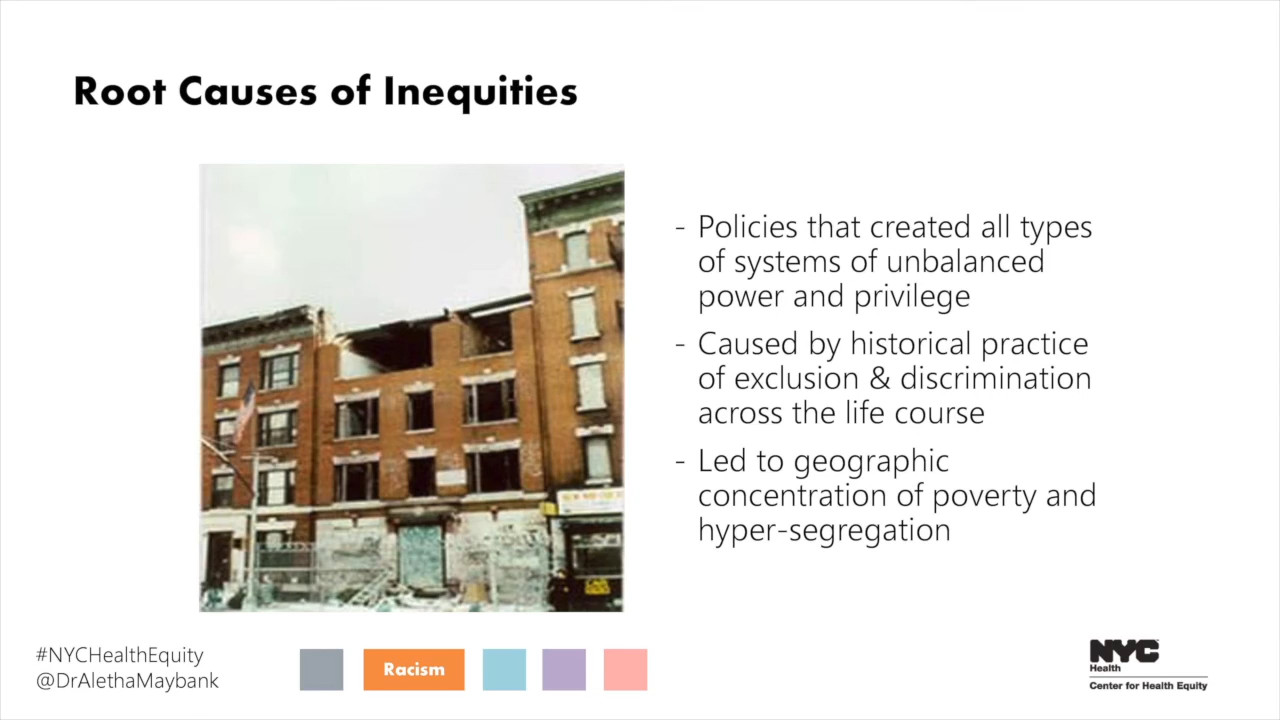 Root Causes of Inequities
- Policies that created all types
of systems of unbalanced
power and privilege
- Caused by historical practice
of exclusion & discrimination
across the life course
- Led to geographic
concentration of poverty and
hyper-segregation
#NYCHealthEquity
@DrAlethaMaybank
Racism
NYC
Health
Center for Health Equity